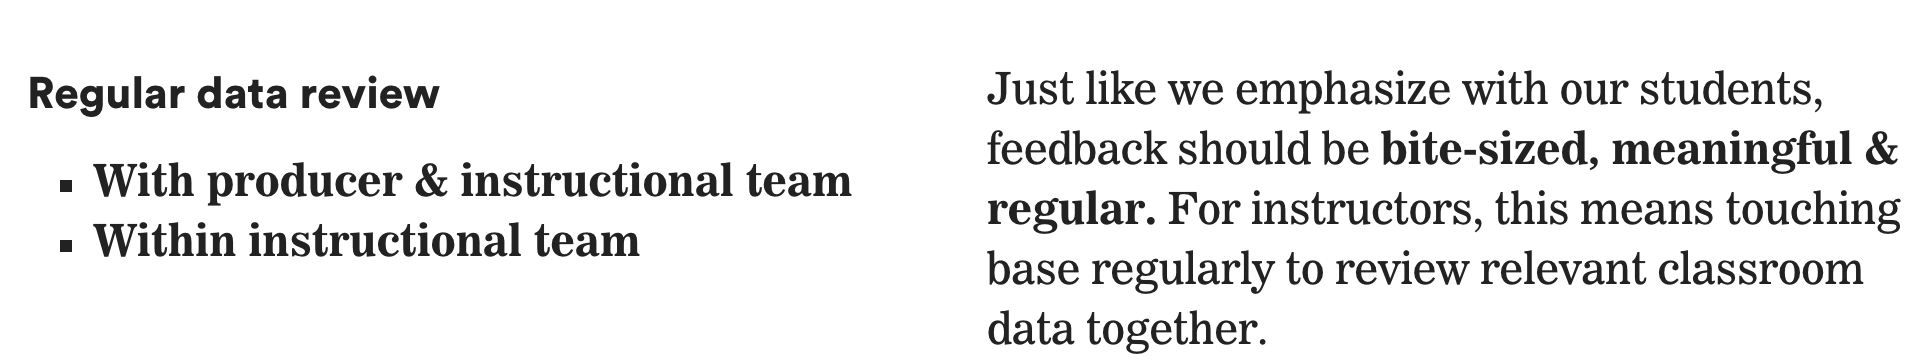 Regular data review
▪ With producer & instructional team
▪ Within instructional team
Just like we emphasize with our students,
feedback should be bite-sized, meaningful &
regular. For instructors, this means touching
base regularly to review relevant classroom
data together.